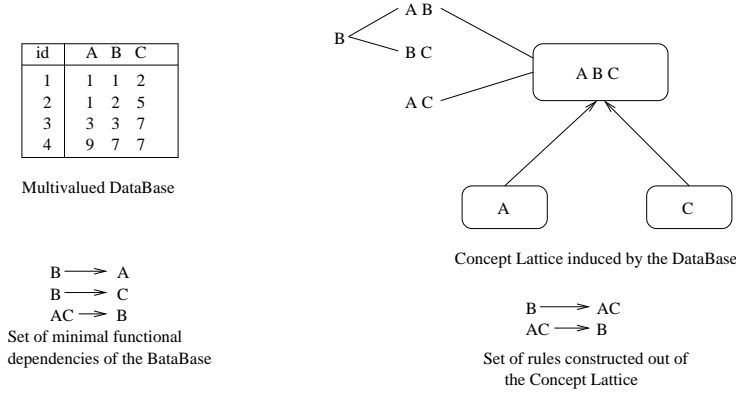 id A B C
1 1 1 2
2 1 2 5
3 3 3 7
4 9 7 7
Multivalued DataBase
A B
B
B C
A C
A B C
A
C
Concept Lattice induced by the DataBase
B → A
B → C
AC → B
Set of minimal functional
dependencies of the BataBase
B → AC
AC → B
Set of rules constructed out of
the Concept Lattice